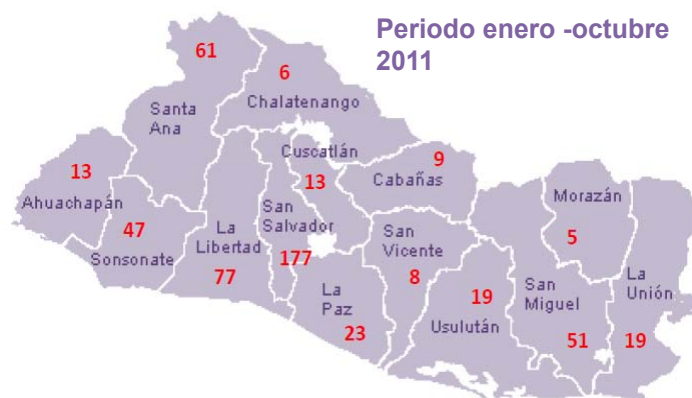 Periodo enero -octubre
2011
61
6
Chalatenango
Santa
Ana
Cuscatlán
13
9
Cabañas
13
Ahuachapán
47
Sonsonate
La
Libertad
77
San
Salvador
177
San
Vicente
8
Morazán
5
La
Unión
19
La
Paz
23
19
Usulután
San
Miguel
51